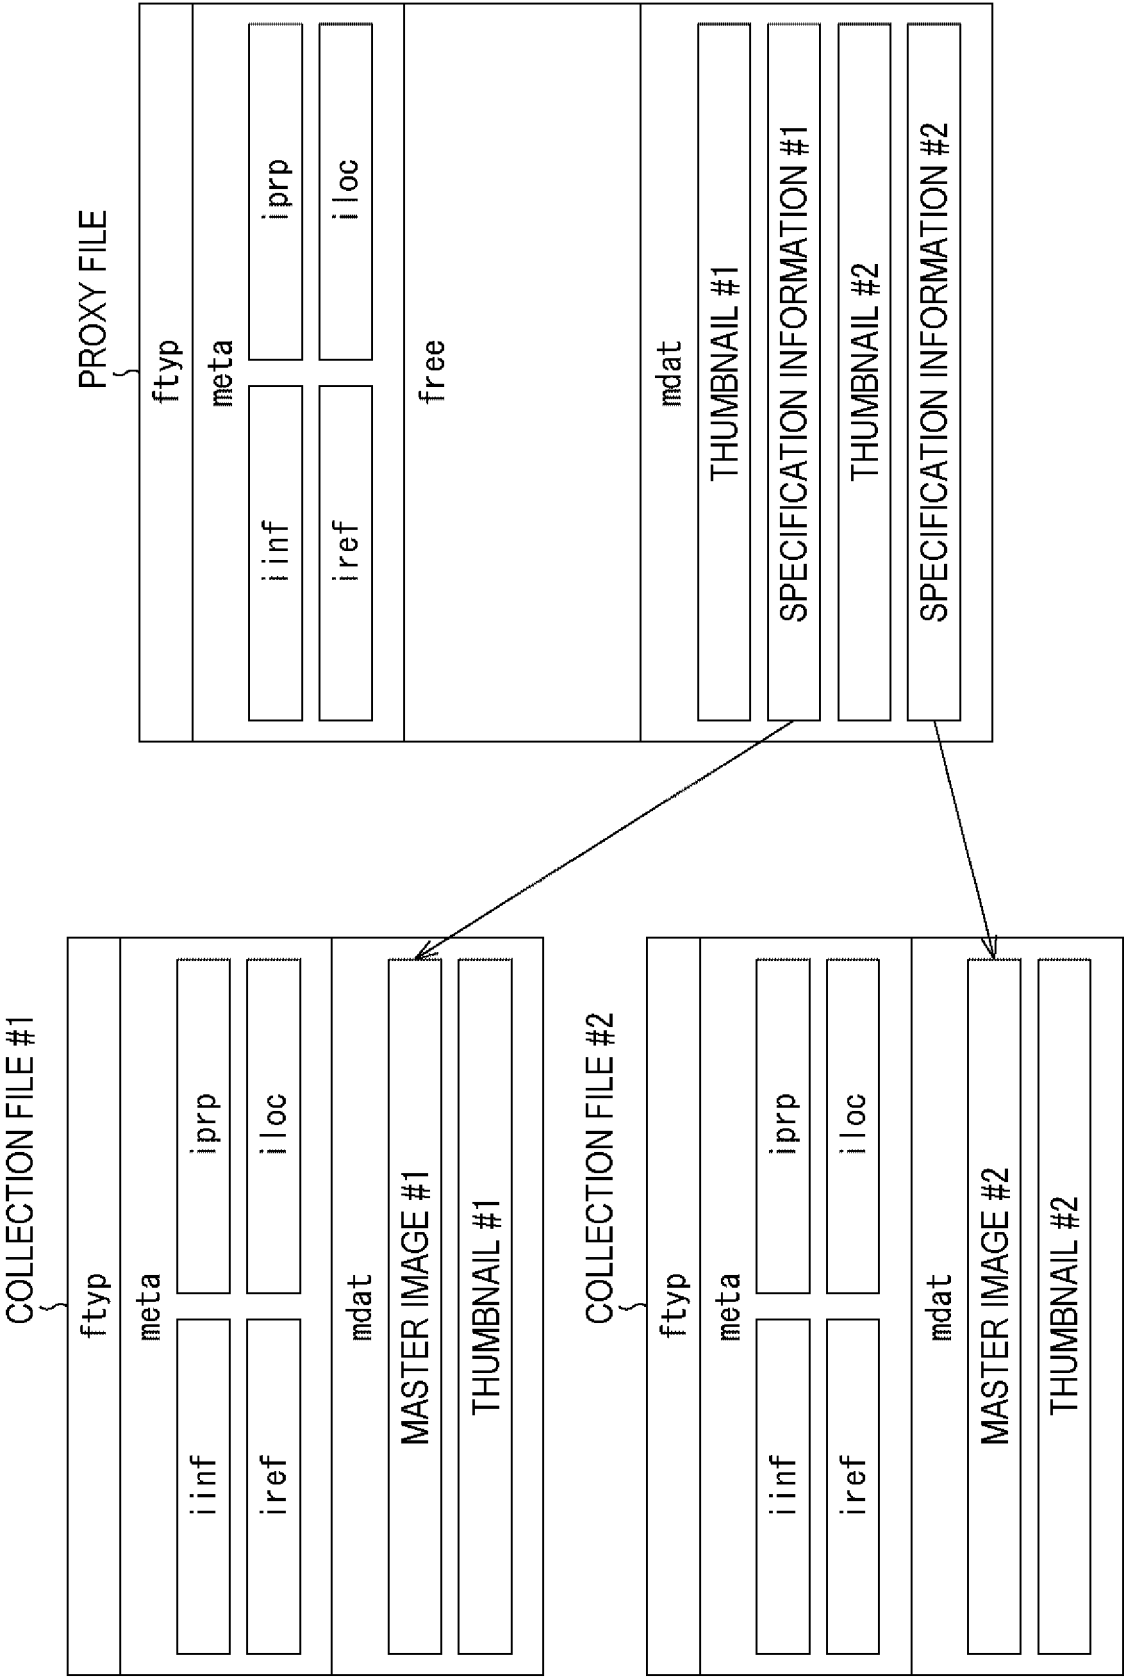 COLLECTION FILE #1
ftyp
meta
iinf
iprp
iref
iloc
mdat
MASTER IMAGE #1
THUMBNAIL #1
COLLECTION FILE #2
ftyp
meta
iinf
iprp
iref
iloc
mdat
MASTER IMAGE #2
THUMBNAIL #2
PROXY FILE
ftyp
meta
iinf
iprp
iref
iloc
free
mdat
THUMBNAIL #1
SPECIFICATION INFORMATION #1
THUMBNAIL #2
SPECIFICATION INFORMATION #2